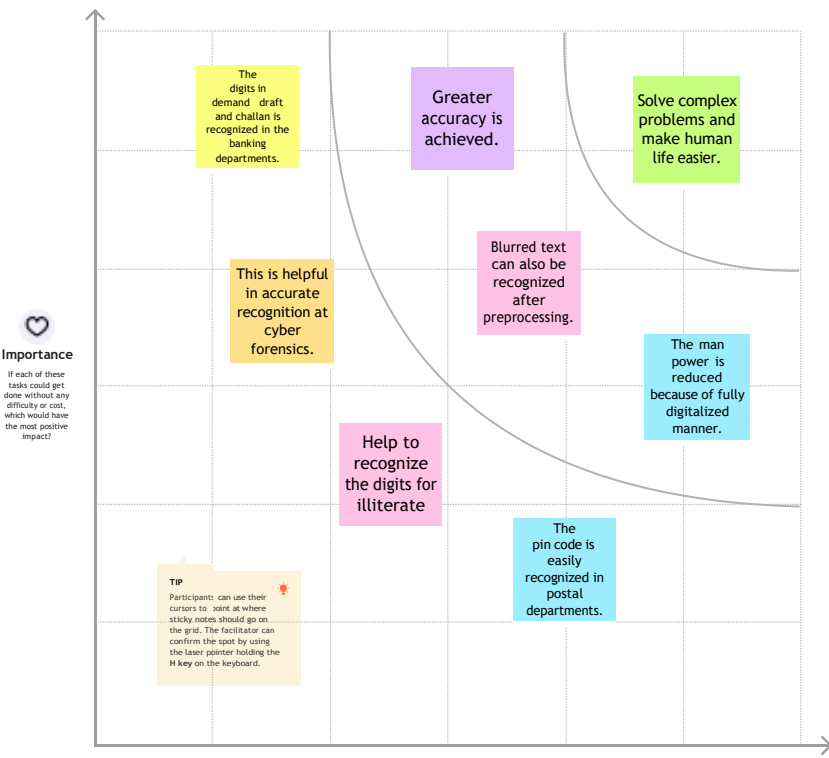 The
digits in
demand draft
and challan is
recognized in the
banking
departments.
Greater
accuracy is
achieved.
Solve complex
problems and
make human
life easier.
Blurred text
can also be
recognized
after
preprocessing.
This is helpful
in accurate
recognition at
cyber
forensics.
Importance
If each of these
tasks could get
done without any
difficulty or cost,
which would have
the most positive
impact?
The man
power is
reduced
because of fully
digitalized
manner.
Help to
recognize
the digits for
illiterate
The
pin code is
easily
recognized in
postal
departments.
TIP
Participants can use their
cursors to point at where
sticky notes should go on
the grid. The facilitator can
confirm the spot by using
the laser pointer holding the
H key on the keyboard.